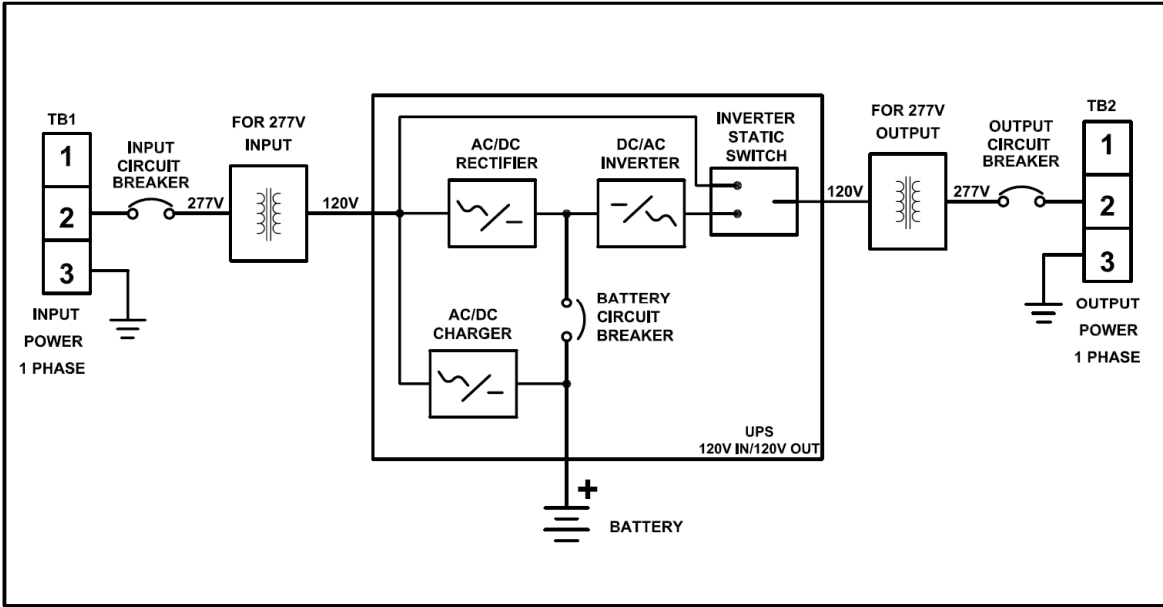 TB1
1
2
3
INPUT
POWER
1 PHASE
INPUT
CIRCUIT
BREAKER
277V
FOR 277V
INPUT
120V
AC/DC
RECTIFIER
DC/AC
INVERTER
INVERTER
STATIC
SWITCH
AC/DC
CHARGER
BATTERY
CIRCUIT
BREAKER
UPS
120V IN/120V OUT
+
BATTERY
120V
FOR 277V
OUTPUT
277V
OUTPUT
CIRCUIT
BREAKER
TB2
1
2
3
OUTPUT
POWER
1 PHASE